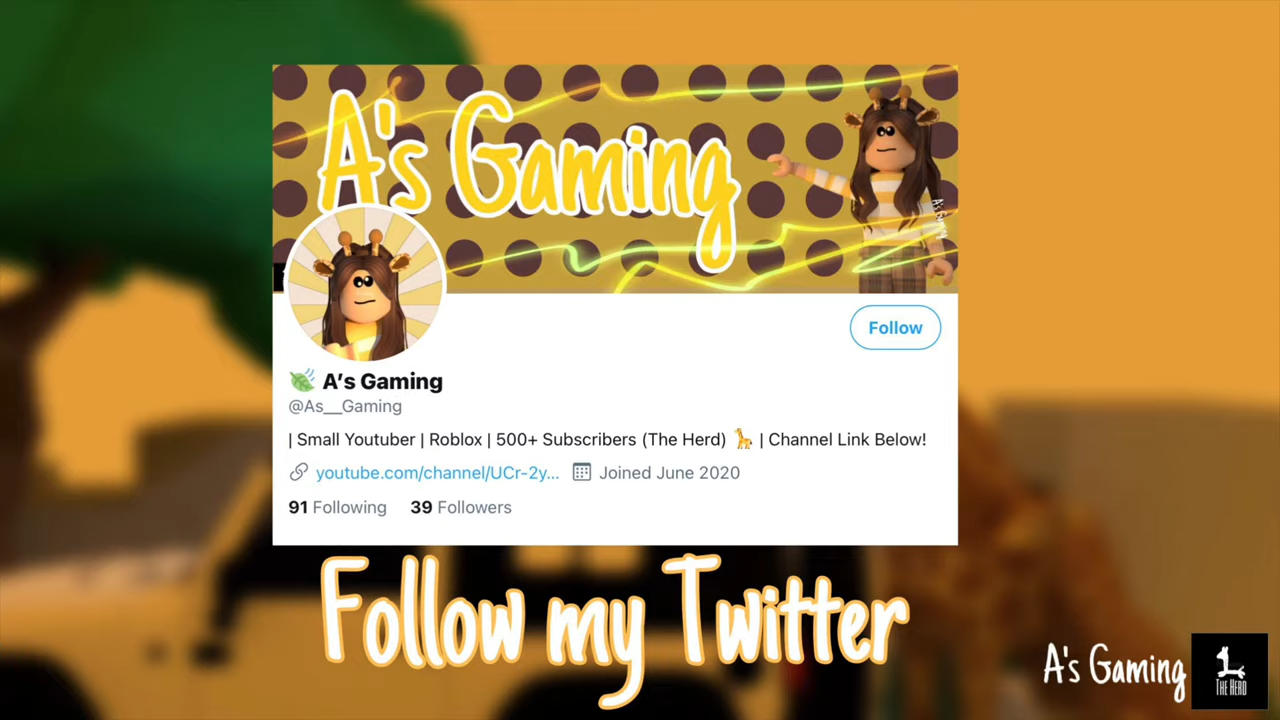 A's Gaming
A's Gaming
🍃 A's Gaming
@As__Gaming
| Small Youtuber | Roblox | 500+ Subscribers (The Herd) 🦒 | Channel Link Below!
youtube.com/channel/UCr-2y... Joined June 2020
91 Following 39 Followers
Follow
Follow my Twitter
A's Gaming
THE HERD